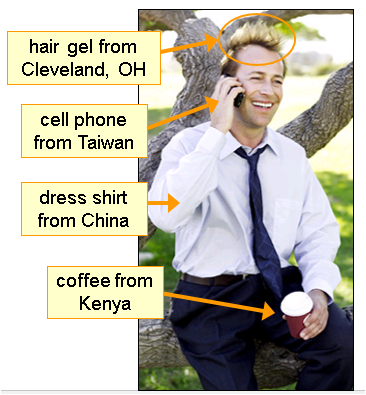 hair gel from
Cleveland, OH
cell phone
from Taiwan
dress shirt
from China
coffee from
Kenya